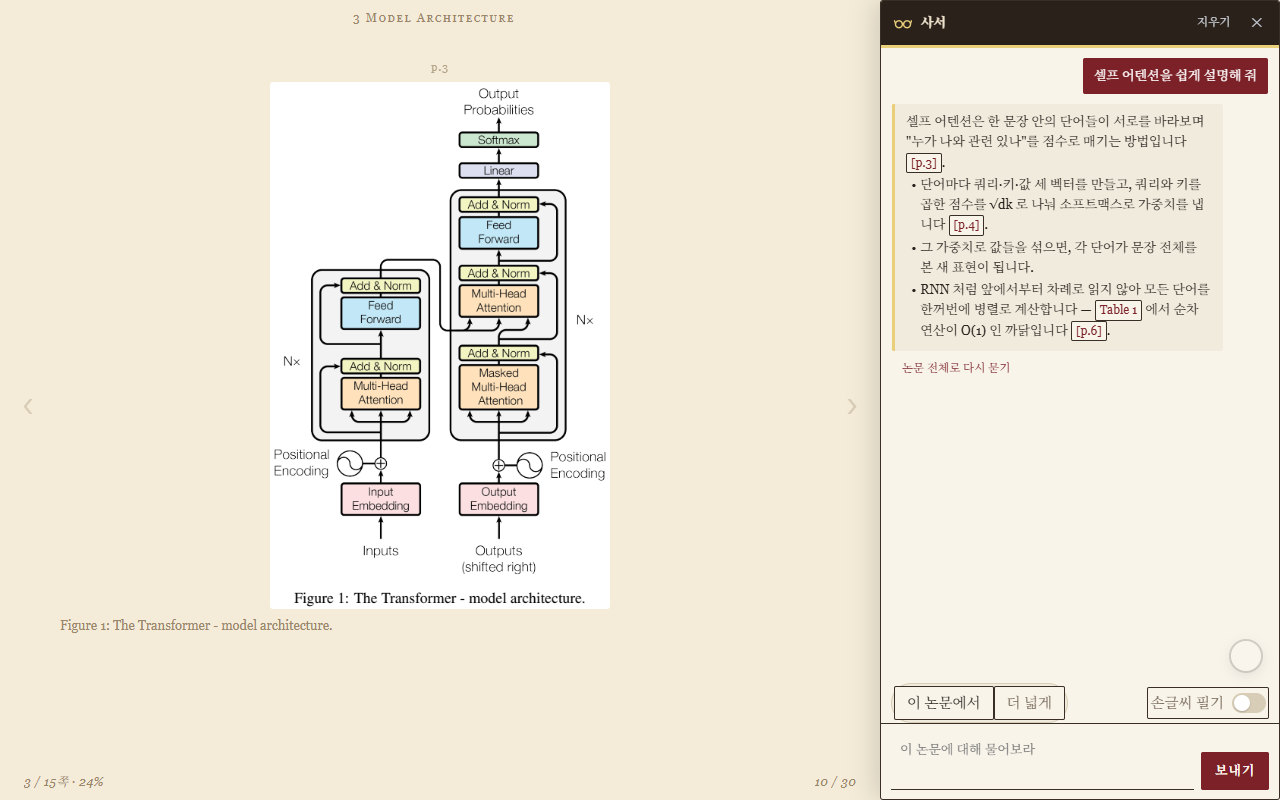 3 Model Architecture
p.3
Output
Probabilities
Softmax
Linear
Add & Norm
Feed
Forward
Add & Norm
Multi-Head
Attention
Add & Norm
Masked
Multi-Head
Attention
Nx
Add & Norm
Feed
Forward
Nx
Add & Norm
Multi-Head
Attention
Positional
Encoding
Positional
Encoding
Input
Embedding
Output
Embedding
Inputs
Outputs
(shifted right)
Figure 1: The Transformer - model architecture.
Figure 1: The Transformer - model architecture.
3 / 15쪽 · 24%
10 / 30
사서
지우기
셀프 어텐션을 쉽게 설명해 줘
셀프 어텐션은 한 문장 안의 단어들이 서로를 바라보며
"누가 나와 관련 있나"를 점수로 매기는 방법입니다
[p.3].
• 단어마다 쿼리·키·값 세 벡터를 만들고, 쿼리와 키를
곱한 점수를 √dk 로 나눠 소프트맥스로 가중치를 냅
니다 [p.4].
• 그 가중치로 값들을 섞으면, 각 단어가 문장 전체를
본 새 표현이 됩니다.
• RNN 처럼 앞에서부터 차례로 읽지 않아 모든 단어를
한꺼번에 병렬로 계산합니다 — Table 1 에서 순차
연산이 O(1) 인 까닭입니다 [p.6].
논문 전체로 다시 묻기
이 논문에서
더 넓게
손글씨 필기
이 논문에 대해 물어보라
보내기